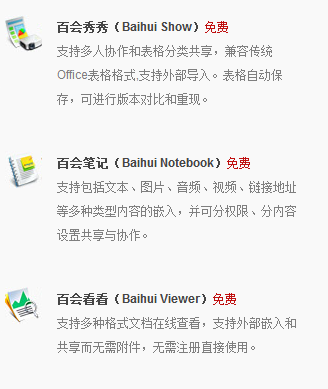 百会秀秀（Baihui Show）免费
支持多人协作和表格分类共享，兼容传统
Office表格格式,支持外部导入。表格自动保
存，可进行版本对比和重现。
百会笔记（Baihui Notebook）免费
支持包括文本、图片、音频、视频、链接地址
等多种类型内容的嵌入，并可分权限、分内容
设置共享与协作。
百会看看（Baihui Viewer）免费
支持多种格式文档在线查看，支持外部嵌入和
共享而无需附件，无需注册直接使用。